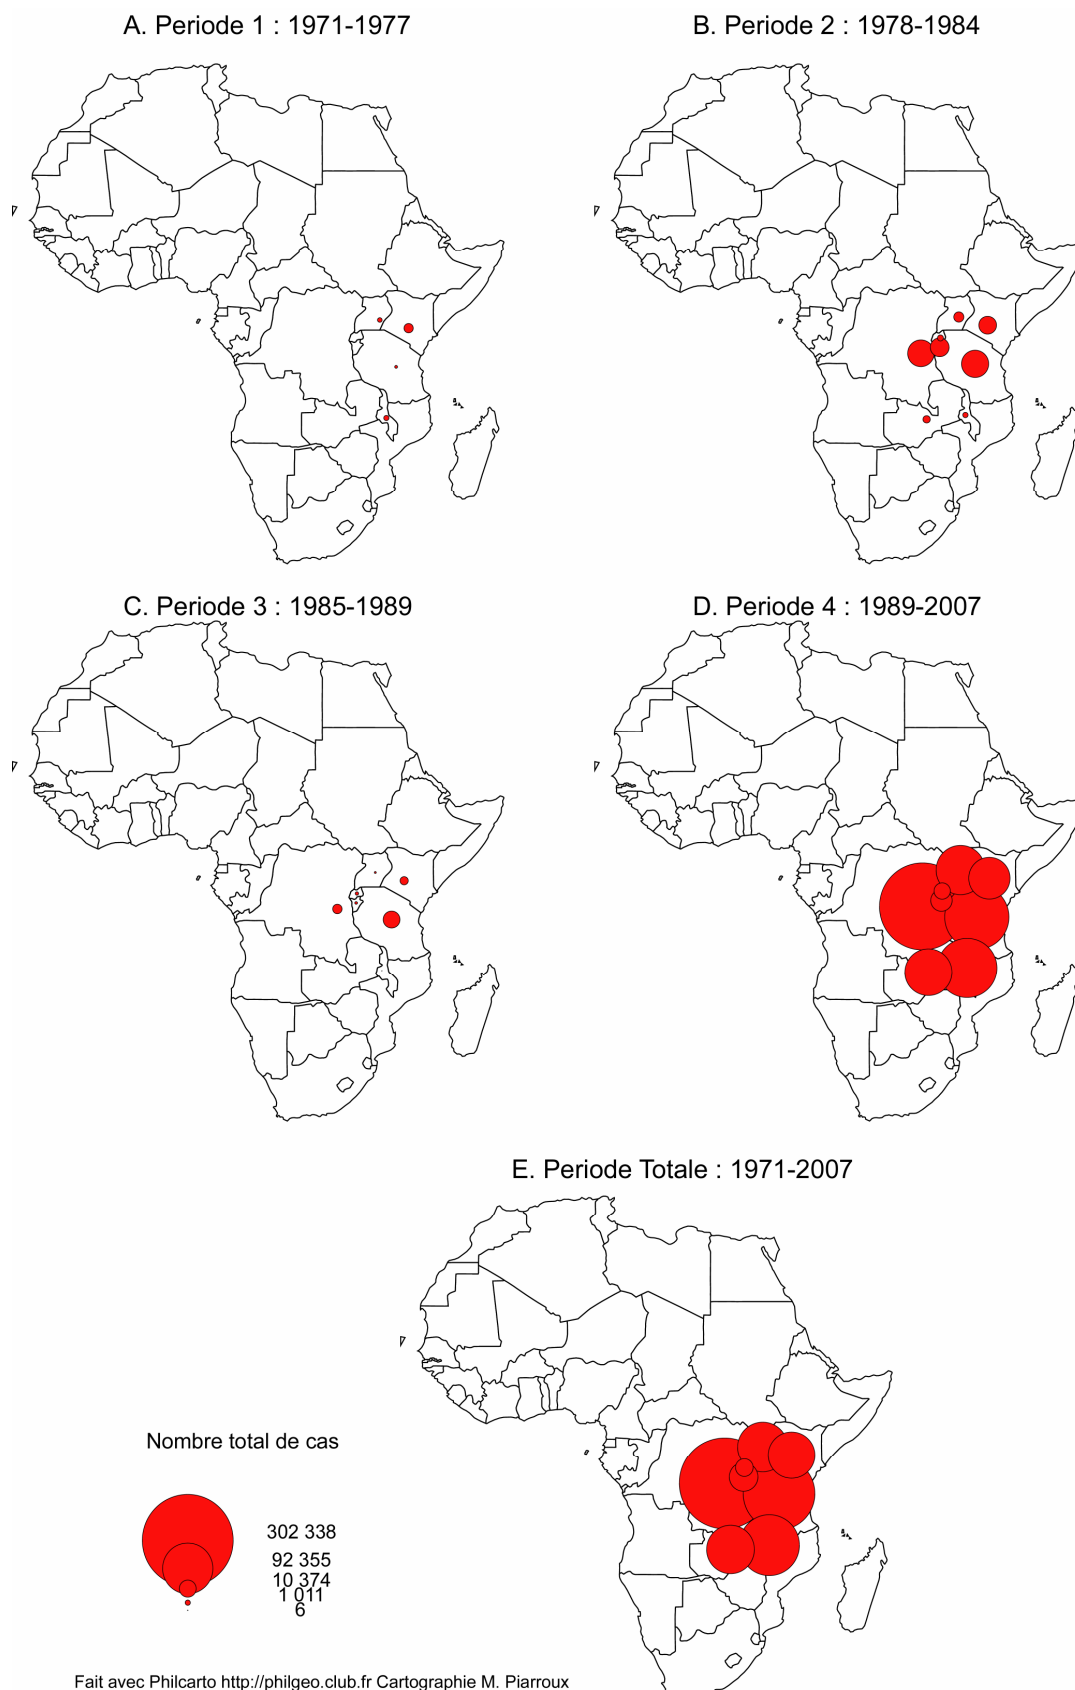 A. Periode 1 : 1971-1977
B. Periode 2 : 1978-1984
C. Periode 3 : 1985-1989
D. Periode 4 : 1989-2007
E. Periode Totale : 1971-2007
Nombre total de cas
302 338
92 355
10 374
1 011
6
Fait avec Philcarto http://philgeo.club.fr Cartographie M. Piarroux